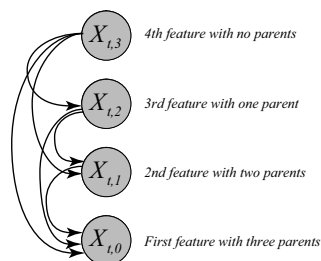 X_{t,3} 4th feature with no parents
X_{t,2} 3rd feature with one parent
X_{t,1} 2nd feature with two parents
X_{t,0} First feature with three parents